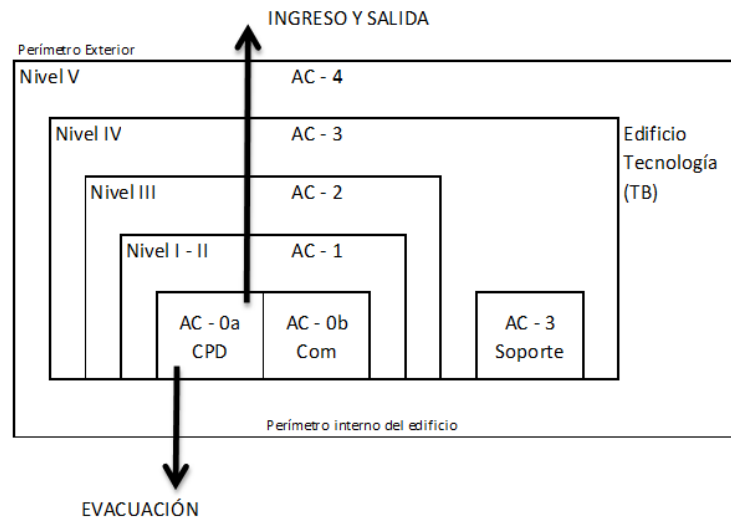 INGRESO Y SALIDA
Perímetro Exterior
Nivel V
AC - 4
Nivel IV
AC - 3
Edificio
Tecnología
(TB)
Nivel III
AC - 2
Nivel I - II
AC - 1
AC - 0a
CPD
AC - 0b
Com
AC - 3
Soporte
Perímetro interno del edificio
EVACUACIÓN